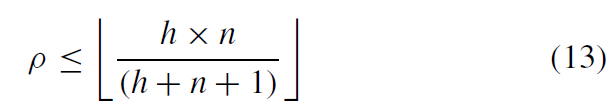 ρ ≤ ⌊ h × n / (h + n + 1) ⌋ (13)